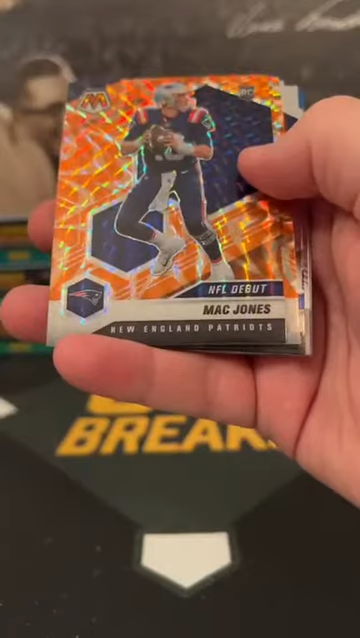 RC
NFL DEBUT
MAC JONES
NEW ENGLAND PATRIOTS
BREAK